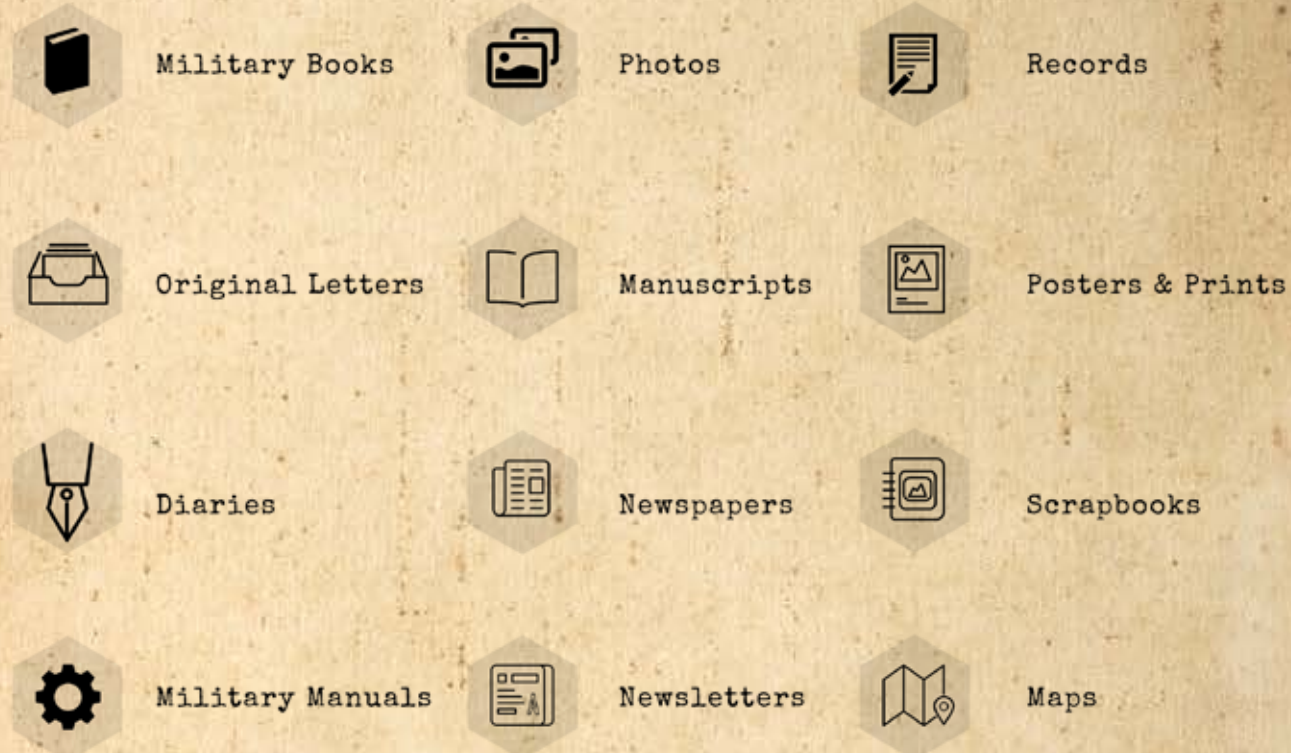 Military Books
Photos
Records
Original Letters
Manuscripts
Posters & Prints
Diaries
Newspapers
Scrapbooks
Military Manuals
Newsletters
Maps